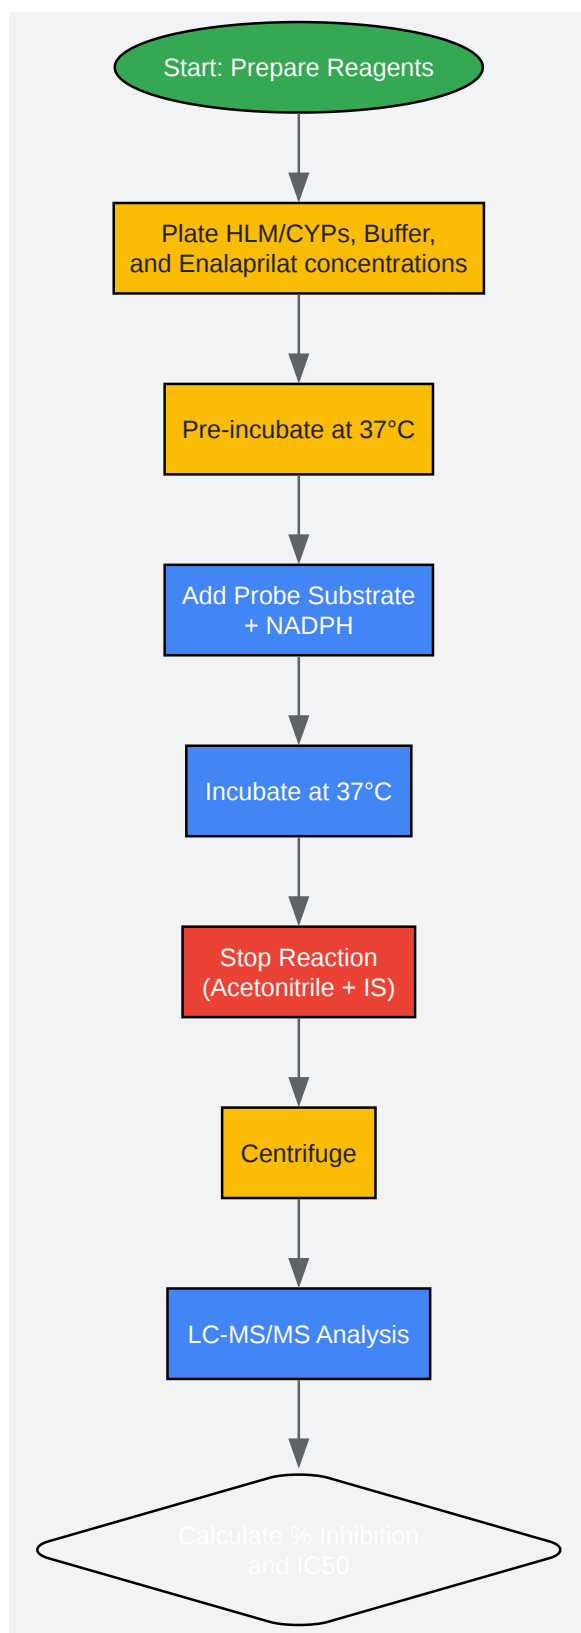 Start: Prepare Reagents
Plate HLM/CYPs, Buffer,
and Enalaprilat concentrations
Pre-incubate at 37°C
Add Probe Substrate
+ NADPH
Incubate at 37°C
Stop Reaction
(Acetonitrile + IS)
Centrifuge
LC-MS/MS Analysis
Calculate % Inhibition
and IC50